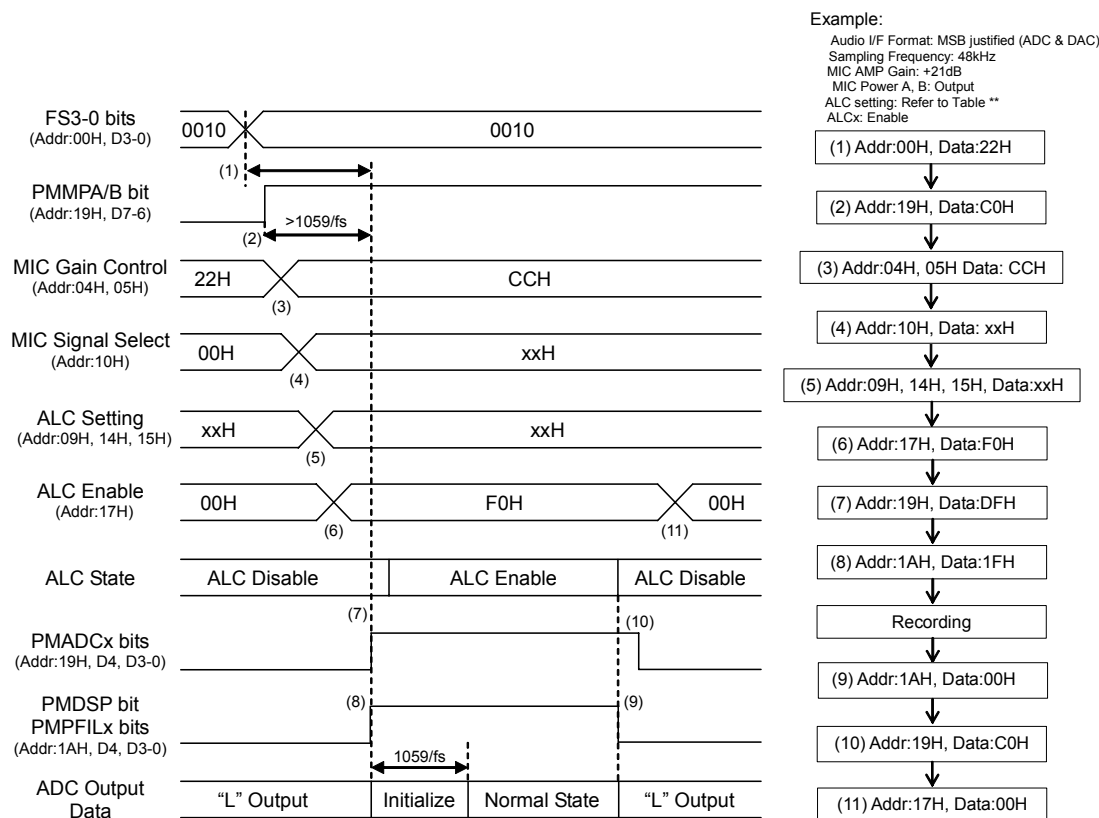 Example:
Audio I/F Format: MSB justified (ADC & DAC)
Sampling Frequency: 48kHz
MIC AMP Gain: +21dB
MIC Power A, B: Output
ALC setting: Refer to Table **
ALCx: Enable
FS3-0 bits
(Addr:00H, D3-0)
0010
0010
(1)
PMMPA/B bit
(Addr:19H, D7-6)
>1059/fs
(2)
MIC Gain Control
(Addr:04H, 05H)
22H
CCH
(3)
MIC Signal Select
(Addr:10H)
00H
xxH
(4)
ALC Setting
(Addr:09H, 14H, 15H)
xxH
xxH
(5)
ALC Enable
(Addr:17H)
00H
F0H
00H
(6)
(11)
ALC State
ALC Disable
ALC Enable
ALC Disable
(7)
(10)
PMADCx bits
(Addr:19H, D4, D3-0)
PMDSP bit
PMPFILx bits
(Addr:1AH, D4, D3-0)
(8)
(9)
1059/fs
ADC Output
Data
“L” Output
Initialize
Normal State
“L” Output
(1) Addr:00H, Data:22H
(2) Addr:19H, Data:C0H
(3) Addr:04H, 05H Data: CCH
(4) Addr:10H, Data: xxH
(5) Addr:09H, 14H, 15H, Data:xxH
(6) Addr:17H, Data:F0H
(7) Addr:19H, Data:DFH
(8) Addr:1AH, Data:1FH
Recording
(9) Addr:1AH, Data:00H
(10) Addr:19H, Data:C0H
(11) Addr:17H, Data:00H